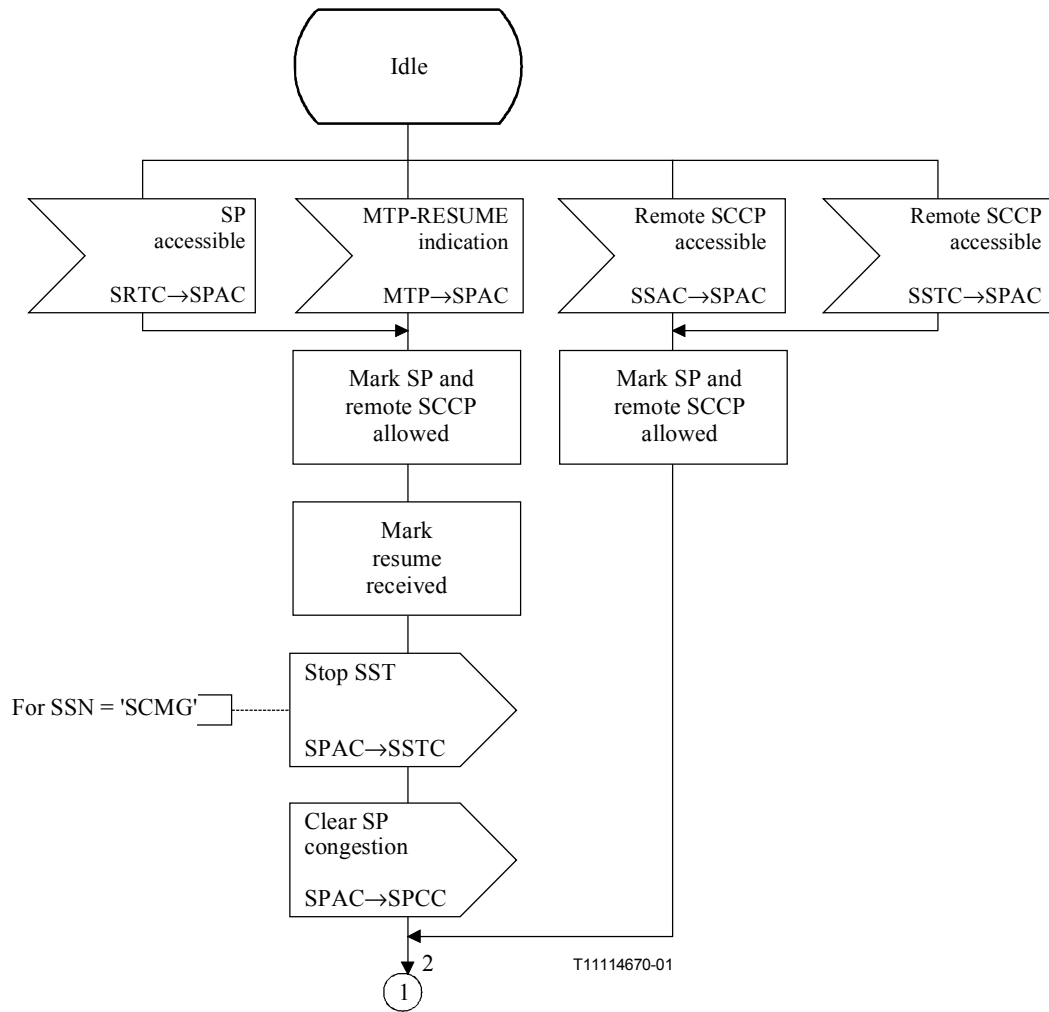 Idle
SP
accessible
SRTC→SPAC
MTP-RESUME
indication
MTP→SPAC
Remote SCCP
accessible
SSAC→SPAC
Remote SCCP
accessible
SSTC→SPAC
Mark SP and
remote SCCP
allowed
Mark SP and
remote SCCP
allowed
Mark
resume
received
For SSN = 'SCMG'
Stop SST
SPAC→SSTC
Clear SP
congestion
SPAC→SPCC
2
T11114670-01
1